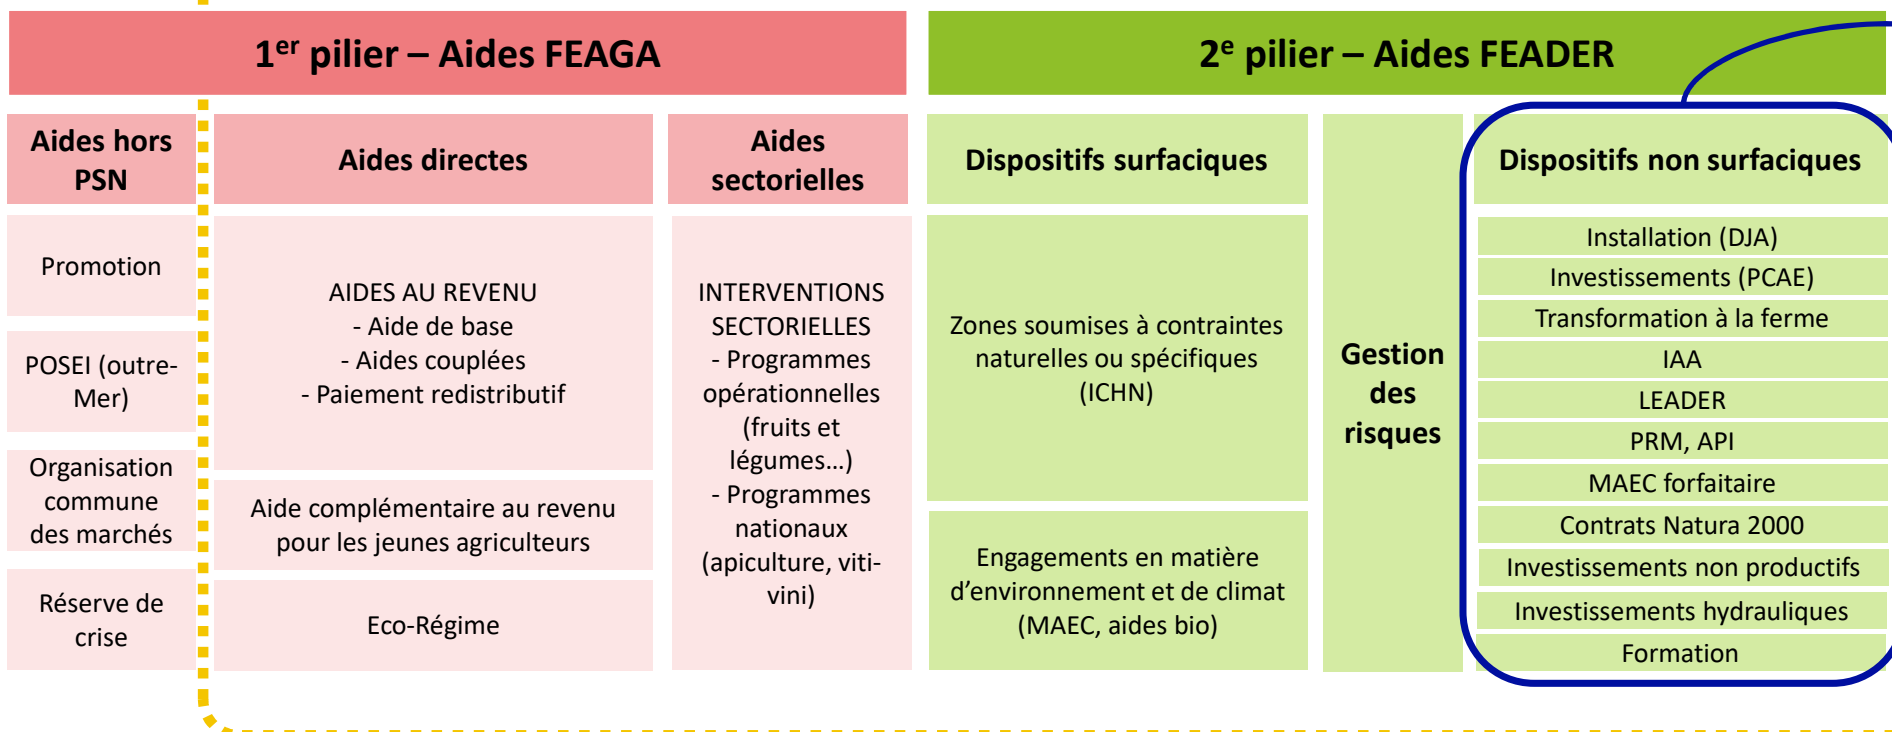 1er pilier – Aides FEAGA
2e pilier – Aides FEADER
Aides hors
PSN
Aides directes
Aides
sectorielles
Dispositifs surfaciques
Dispositifs non surfaciques
Promotion
POSEI (outre-
Mer)
Organisation
commune
des marchés
Réserve de
crise
AIDES AU REVENU
- Aide de base
- Aides couplées
- Paiement redistributif
Aide complémentaire au revenu
pour les jeunes agriculteurs
Eco-Régime
INTERVENTIONS
SECTORIELLES
- Programmes
opérationnelles
(fruits et
légumes…)
- Programmes
nationaux
(apiculture, viti-
vini)
Zones soumises à contraintes
naturelles ou spécifiques
(ICHN)
Engagements en matière
d’environnement et de climat
(MAEC, aides bio)
Gestion
des
risques
Installation (DJA)
Investissements (PCAE)
Transformation à la ferme
IAA
LEADER
PRM, API
MAEC forfaitaire
Contrats Natura 2000
Investissements non productifs
Investissements hydrauliques
Formation